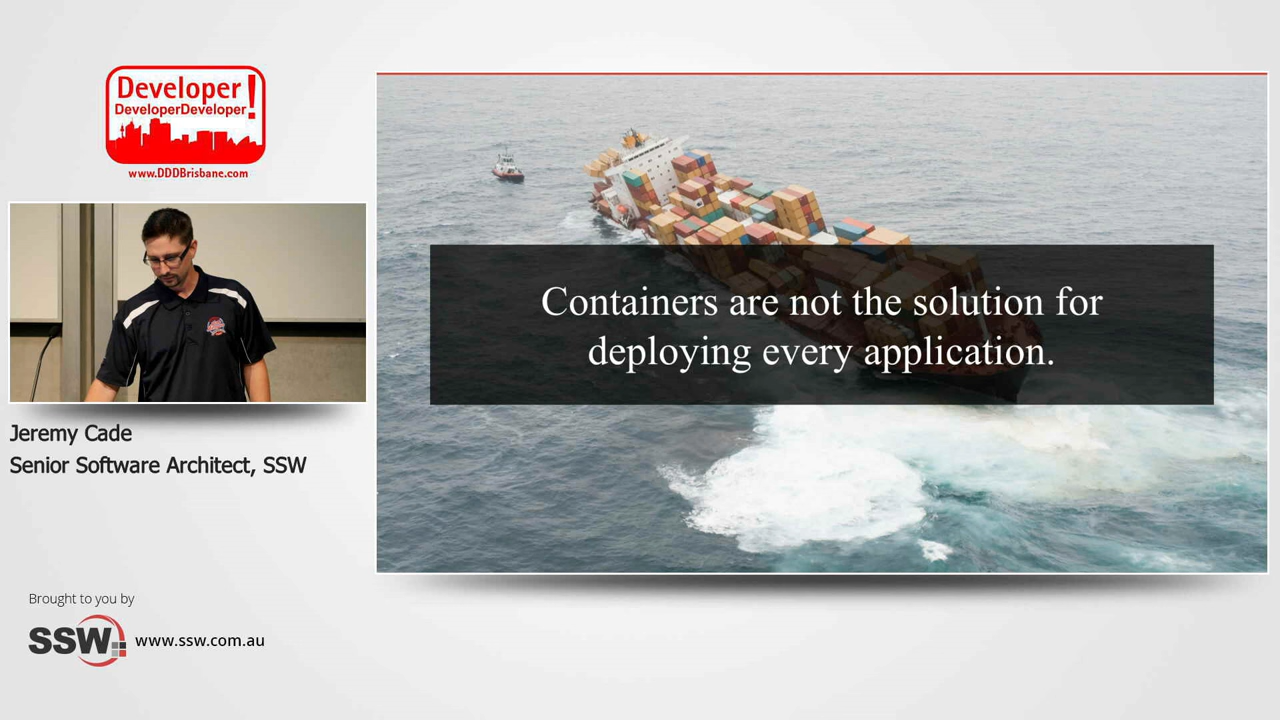 Developer!
DeveloperDeveloper
www.DDDBrisbane.com
Containers are not the solution for
deploying every application.
Jeremy Cade
Senior Software Architect, SSW
Brought to you by
SSW
www.ssw.com.au